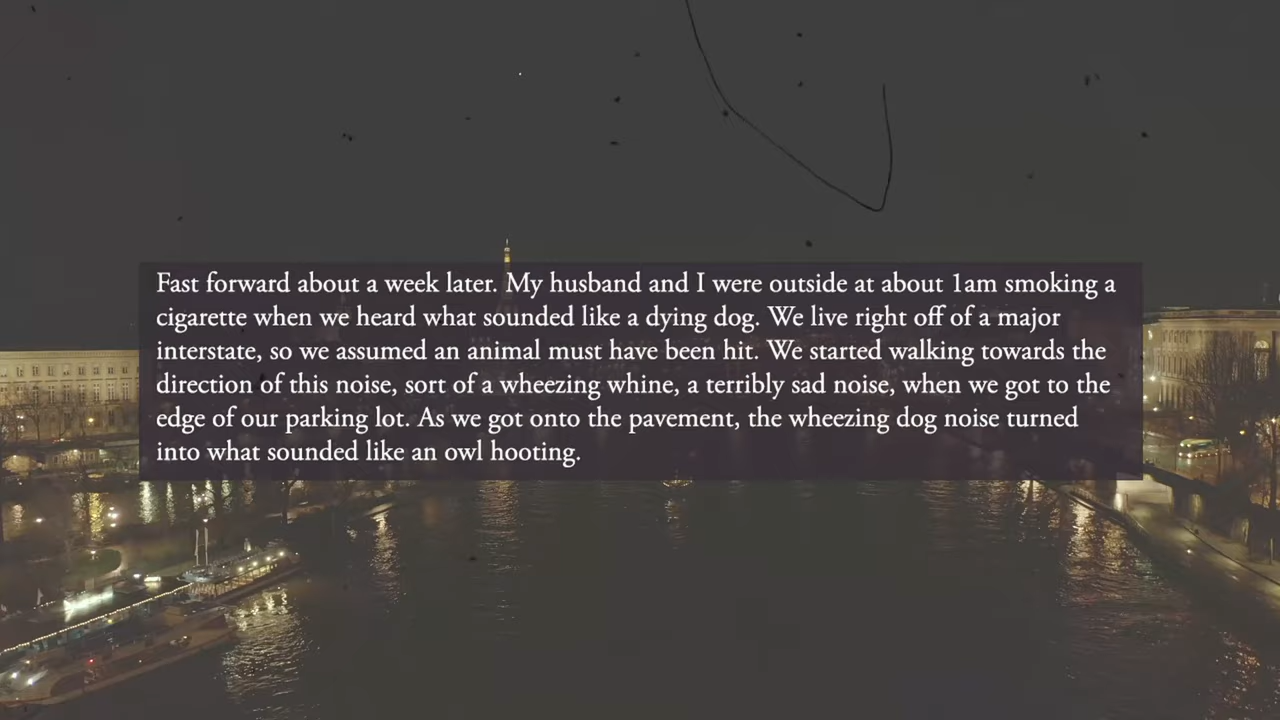 Fast forward about a week later. My husband and I were outside at about 1am smoking a
cigarette when we heard what sounded like a dying dog. We live right off of a major
interstate, so we assumed an animal must have been hit. We started walking towards the
direction of this noise, sort of a wheezing whine, a terribly sad noise, when we got to the
edge of our parking lot. As we got onto the pavement, the wheezing dog noise turned
into what sounded like an owl hooting.